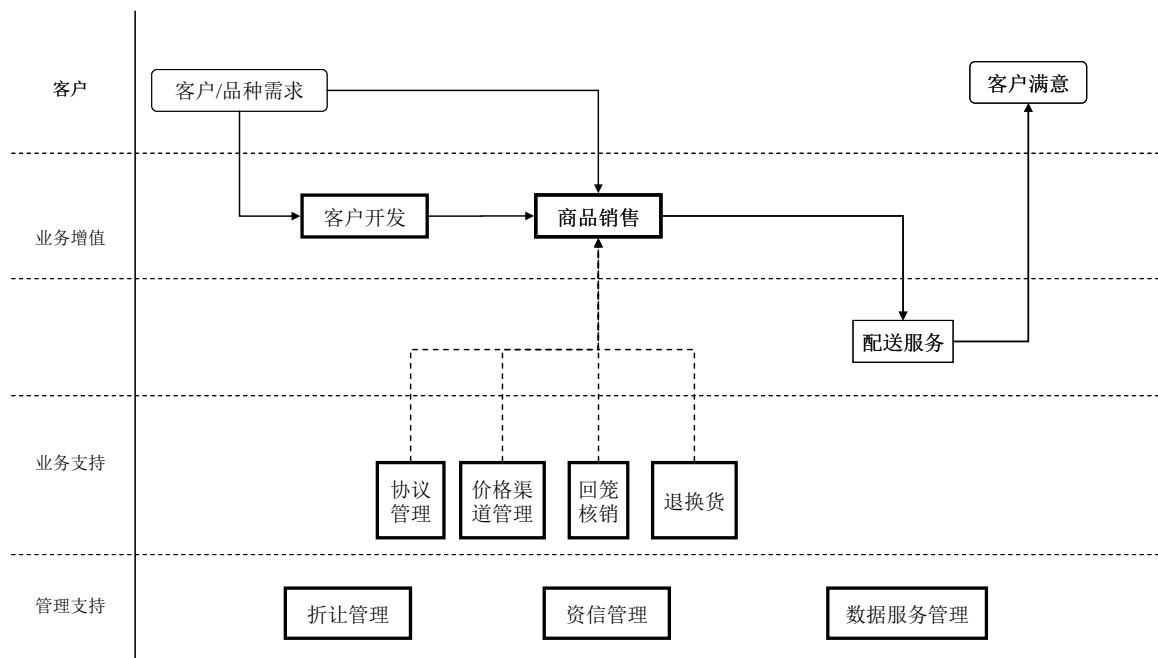 客户
客户/品种需求
客户满意
业务增值
客户开发
商品销售
配送服务
业务支持
协议
管理
价格渠
道管理
回笼
核销
退换货
管理支持
折让管理
资信管理
数据服务管理